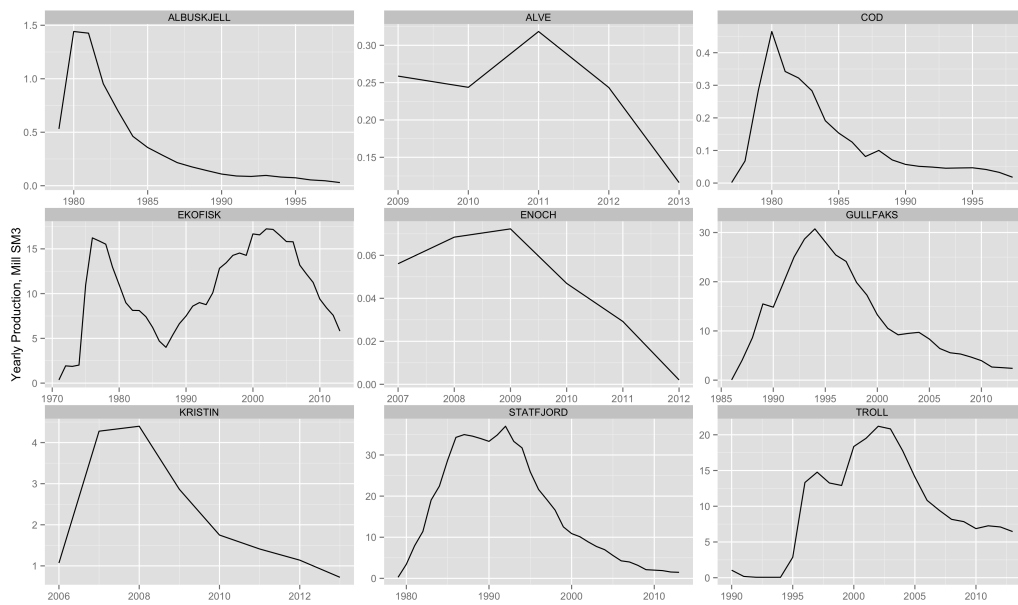 ALBUSKJELL ALVE COD
1.5
1.0
0.5
0.0
0.30
0.25
0.20
0.15
0.4
0.3
0.2
0.1
0.0
1980 1985 1990 1995
2009 2010 2011 2012 2013
1980 1985 1990 1995
Yearly Production, Mill SM3
EKOFISK ENOCH GULLFAKS
15
10
5
0
0.06
0.04
0.02
0.00
30
20
10
0
1970 1980 1990 2000 2010
2007 2008 2009 2010 2011 2012
1985 1990 1995 2000 2005 2010
KRISTIN STATFJORD TROLL
4
3
2
1
30
20
10
0
20
15
10
5
0
2006 2008 2010 2012
1980 1990 2000 2010
1990 1995 2000 2005 2010